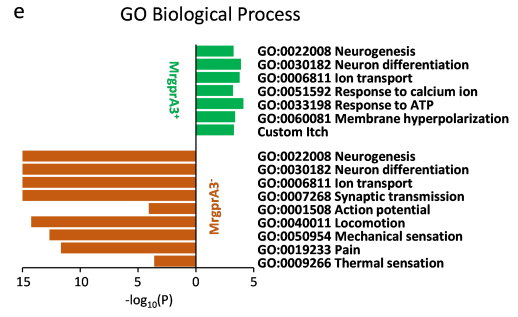 e
GO Biological Process
MrgprA3+
GO:0022008 Neurogenesis
GO:0030182 Neuron differentiation
GO:0006811 Ion transport
GO:0051592 Response to calcium ion
GO:0033198 Response to ATP
GO:0060081 Membrane hyperpolarization
Custom Itch
MrgprA3-
GO:0022008 Neurogenesis
GO:0030182 Neuron differentiation
GO:0006811 Ion transport
GO:0007268 Synaptic transmission
GO:0001508 Action potential
GO:0040011 Locomotion
GO:0050954 Mechanical sensation
GO:0019233 Pain
GO:0009266 Thermal sensation
15 10 5 0 5
-log10(P)